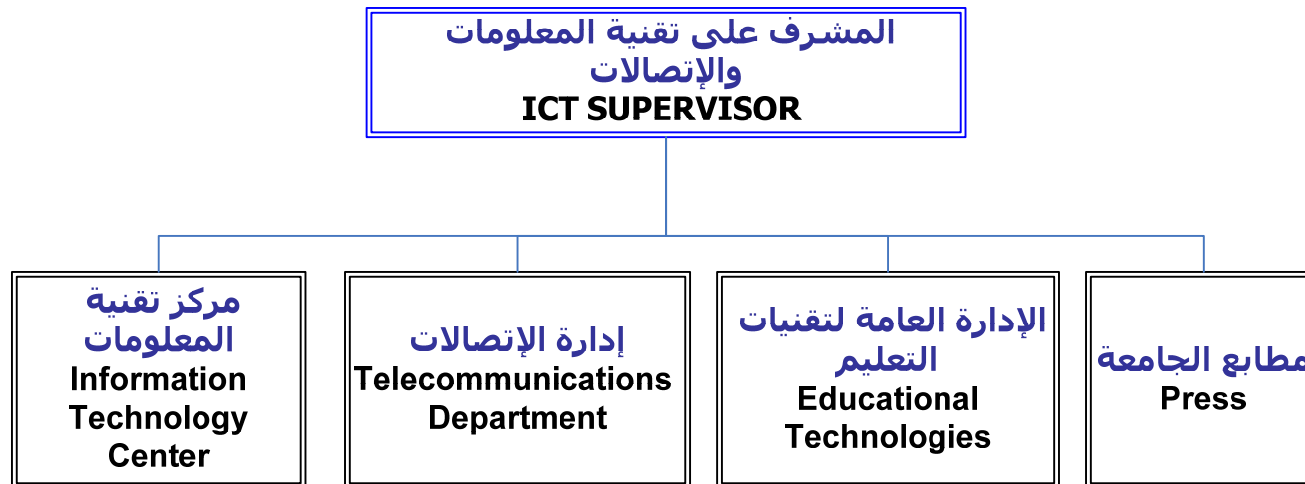 المشرف على تقنية المعلومات
والإتصالات
ICT SUPERVISOR
مركز تقنية
المعلومات
Information
Technology
Center
إدارة الإتصالات
Telecommunications
Department
الإدارة العامة لتقنيات
التعليم
Educational
Technologies
مطابع الجامعة
Press